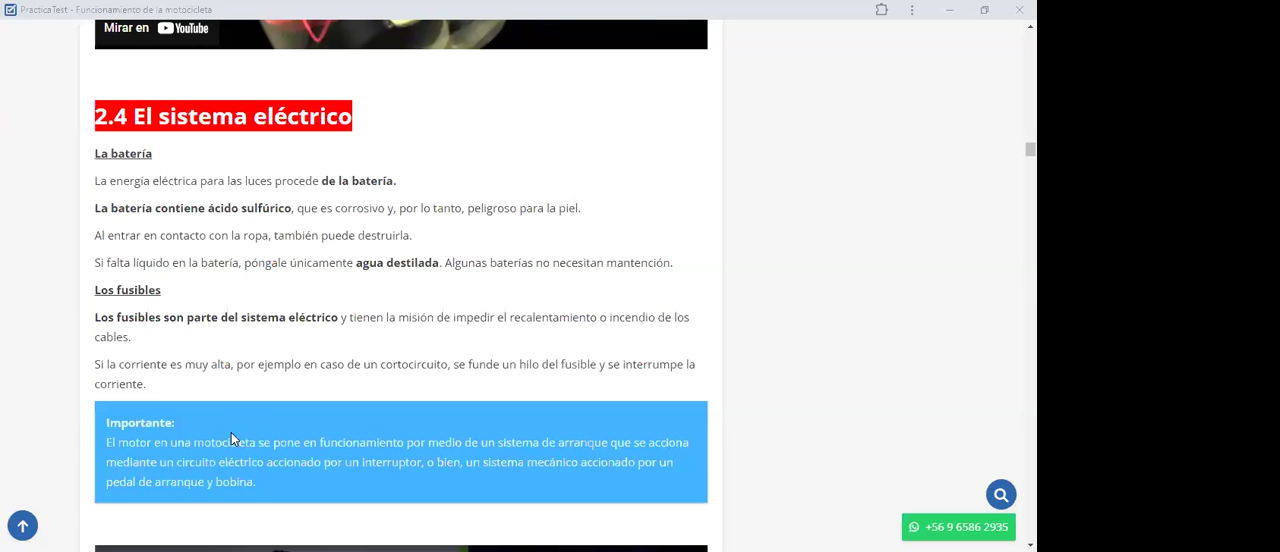 PracticaTest - Funcionamiento de la motocicleta
Mirar en YouTube
2.4 El sistema eléctrico
La batería
La energía eléctrica para las luces procede de la batería.
La batería contiene ácido sulfúrico, que es corrosivo y, por lo tanto, peligroso para la piel.
Al entrar en contacto con la ropa, también puede destruirla.
Si falta líquido en la batería, póngale únicamente agua destilada. Algunas baterías no necesitan mantención.
Los fusibles
Los fusibles son parte del sistema eléctrico y tienen la misión de impedir el recalentamiento o incendio de los
cables.
Si la corriente es muy alta, por ejemplo en caso de un cortocircuito, se funde un hilo del fusible y se interrumpe la
corriente.
Importante:
El motor en una motocicleta se pone en funcionamiento por medio de un sistema de arranque que se acciona
mediante un circuito eléctrico accionado por un interruptor, o bien, un sistema mecánico accionado por un
pedal de arranque y bobina.
+56 9 6586 2935